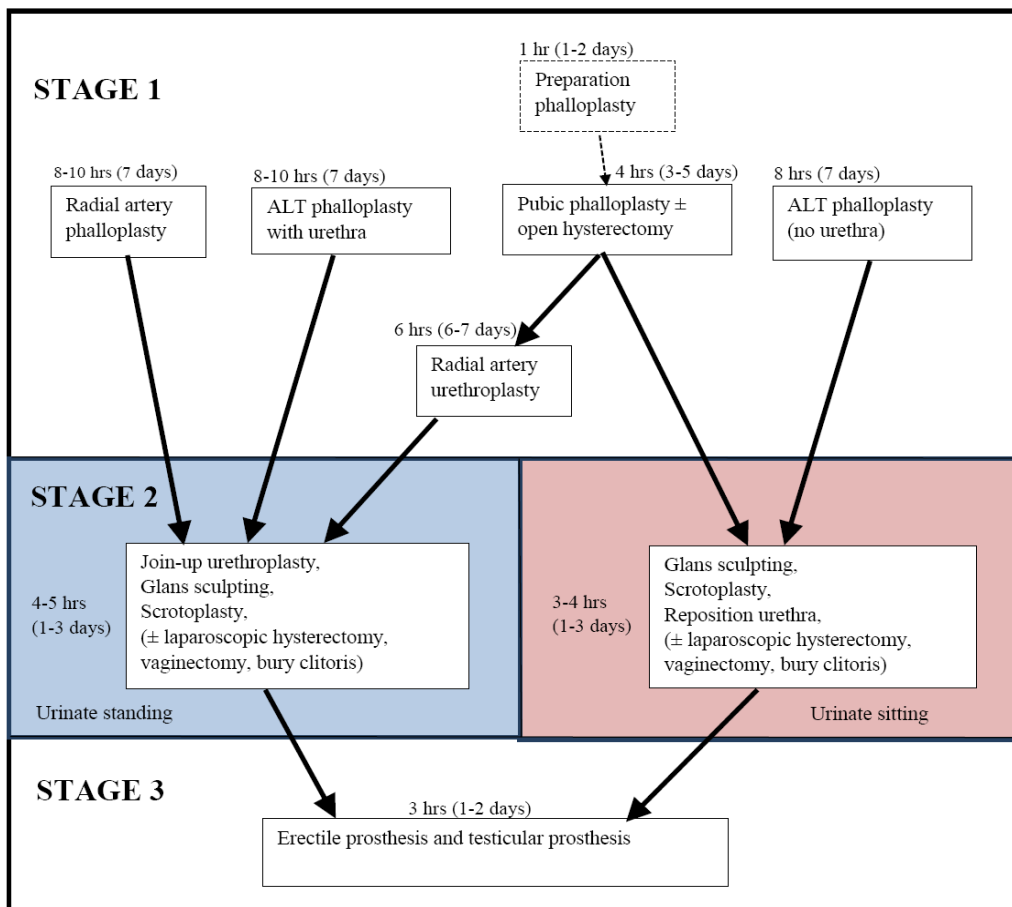 1 hr (1-2 days)
Preparation
phalloplasty
STAGE 1
8-10 hrs (7 days)
Radial artery
phalloplasty
8-10 hrs (7 days)
ALT phalloplasty
with urethra
4 hrs (3-5 days)
Pubic phalloplasty ±
open hysterectomy
8 hrs (7 days)
ALT phalloplasty
(no urethra)
6 hrs (6-7 days)
Radial artery
urethroplasty
STAGE 2
4-5 hrs
(1-3 days)
Join-up urethroplasty,
Glans sculpting,
Scrotoplasty,
(± laparoscopic hysterectomy,
vaginectomy, bury clitoris)
Urinate standing
3-4 hrs
(1-3 days)
Glans sculpting,
Scrotoplasty,
Reposition urethra,
(± laparoscopic hysterectomy,
vaginectomy, bury clitoris)
Urinate sitting
STAGE 3
3 hrs (1-2 days)
Erectile prosthesis and testicular prosthesis